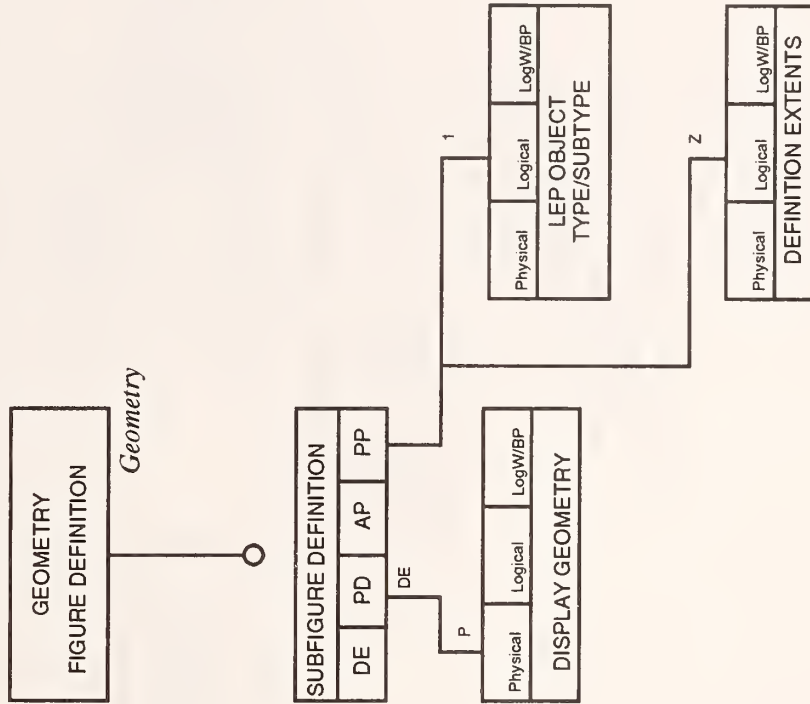 GEOMETRY
FIGURE DEFINITION
Geometry
SUBFIGURE DEFINITION
DE PD AP PP
DE
P
1
Z
Physical Logical LogW/BP
DISPLAY GEOMETRY
Physical Logical LogW/BP
LEP OBJECT
TYPE/SUBTYPE
Physical Logical LogW/BP
DEFINITION EXTENTS